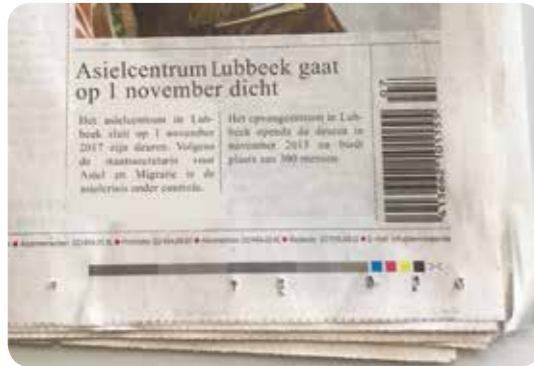 Asielcentrum Lubbeek gaat
op 1 november dicht
Het asielcentrum in Lub-
beek sluit op 1 november
2017 zijn deuren. Volgens
de staatssecretaris voor
Asiel en Migratie is de
asielcrisis onder controle.
Het opvangcentrum in Lub-
beek opende de deuren in
november 2015 en biedt
plaats aan 300 mensen.